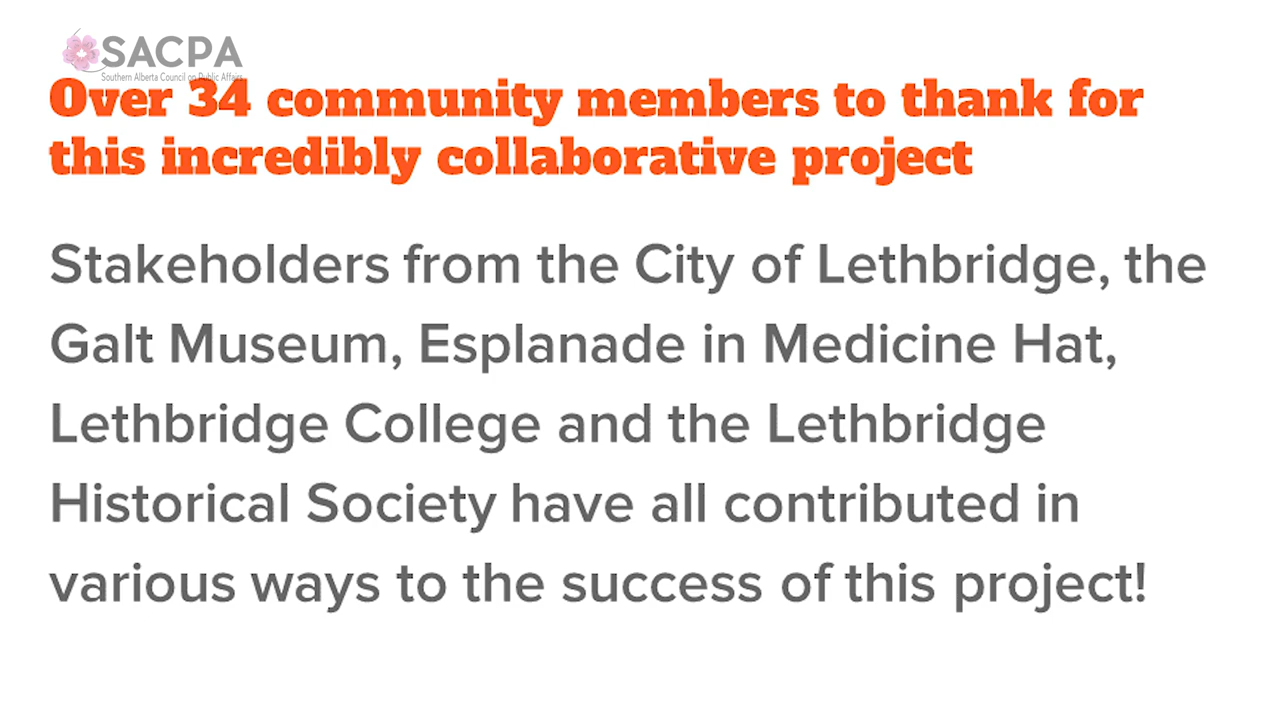 SACPA
Southern Alberta Council on Public Affairs
Over 34 community members to thank for
this incredibly collaborative project
Stakeholders from the City of Lethbridge, the
Galt Museum, Esplanade in Medicine Hat,
Lethbridge College and the Lethbridge
Historical Society have all contributed in
various ways to the success of this project!